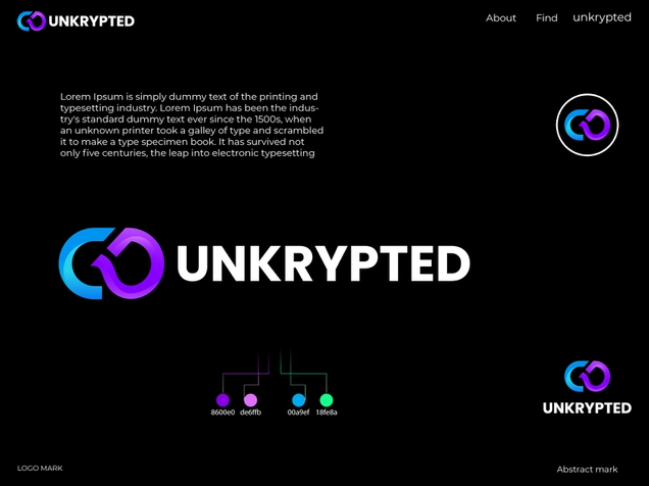 UNKRYPTED
About Find unkrypted
Lorem Ipsum is simply dummy text of the printing and
typesetting industry. Lorem Ipsum has been the indus-
try's standard dummy text ever since the 1500s, when
an unknown printer took a galley of type and scrambled
it to make a type specimen book. It has survived not
only five centuries, the leap into electronic typesetting
UNKRYPTED
8600e0 de6ffb 00a9ef 18fe8a
UNKRYPTED
LOGO MARK
Abstract mark